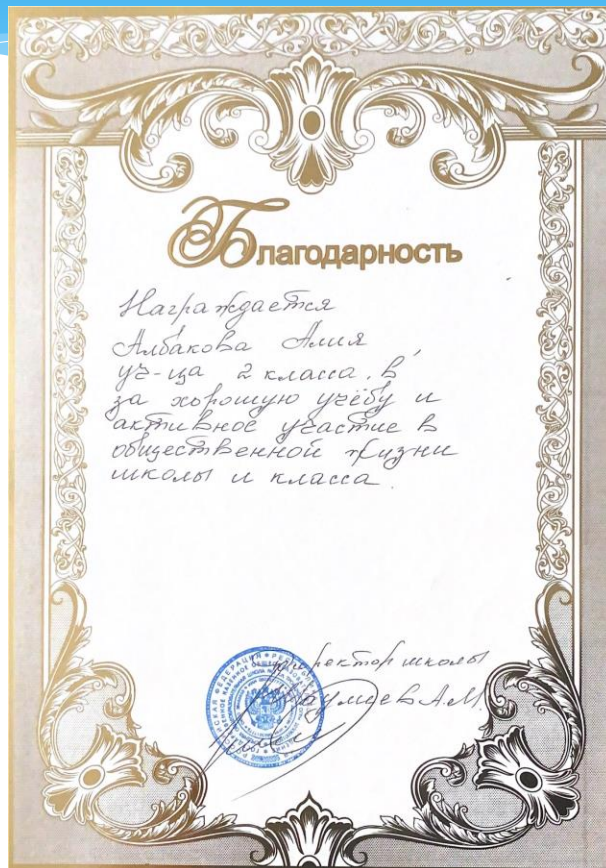 Благодарность
Награждается
Албакова Алия
уч-ца 2 класса "в"
за хорошую учёбу и
активное участие в
общественной жизни
школы и класса.
директор школы
А.М.